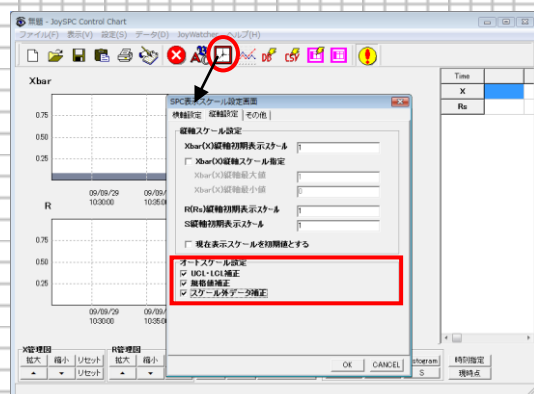 無題 - JoySPC Control Chart
ファイル(F) 表示(V) 設定(S) データ(D) JoyWatcher ヘルプ(H)
Xbar
0.75
0.50
0.25
09/09/29
10:30:00
09/09/
10:35:0
R
0.75
0.50
0.25
09/09/29
10:30:00
09/09/
10:35:0
Time
X
Rs
SPC表示スケール設定画面
横軸設定 縦軸設定 その他
縦軸スケール設定
Xbar(X)縦軸初期表示スケール 1
Xbar(X)縦軸スケール指定
Xbar(X)縦軸最大値
Xbar(X)縦軸最小値
R(Rs)縦軸初期表示スケール 1
S縦軸初期表示スケール 1
現在表示スケールを初期値とする
オートスケール設定
UCL・LCL補正
規格値補正
スケール外データ補正
OK CANCEL
X管理図 R管理図
拡大 縮小 リセット 拡大 縮小 stogram 時刻指定
リセット S 現時点